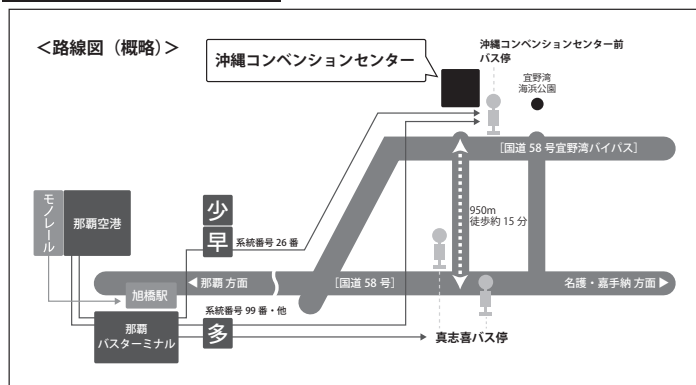 ＜路線図（概略）＞
沖縄コンベンションセンター
沖縄コンベンションセンター前
バス停
宜野湾
海浜公園
［国道 58 号宜野湾バイパス］
モノレール
那覇空港
少
早
系統番号 26 番
950m
徒歩約 15 分
旭橋駅
◀那覇 方面
［国道 58 号］
名護・嘉手納 方面▶
系統番号 99 番・他
那覇
バスターミナル
多
真志喜バス停